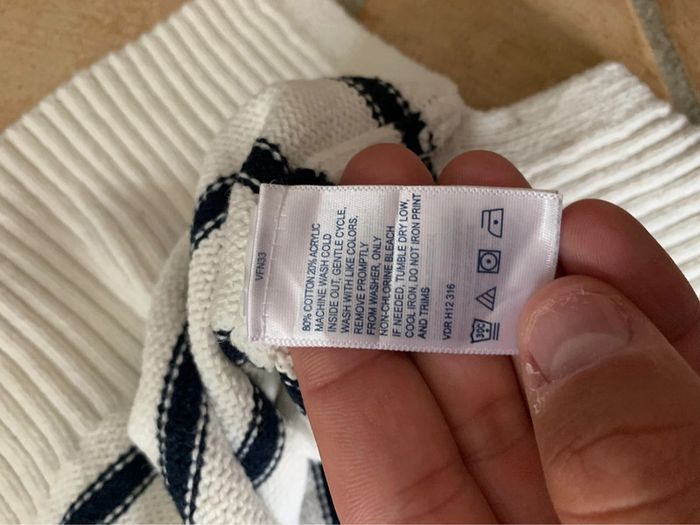 VFN33
80% COTTON 20% ACRYLIC
MACHINE WASH COLD
INSIDE OUT, GENTLE CYCLE,
WASH WITH LIKE COLORS,
REMOVE PROMPTLY
FROM WASHER, ONLY
NON-CHLORINE BLEACH
IF NEEDED, TUMBLE DRY LOW,
COOL IRON, DO NOT IRON PRINT
AND TRIMS
VDR H12 316
30C